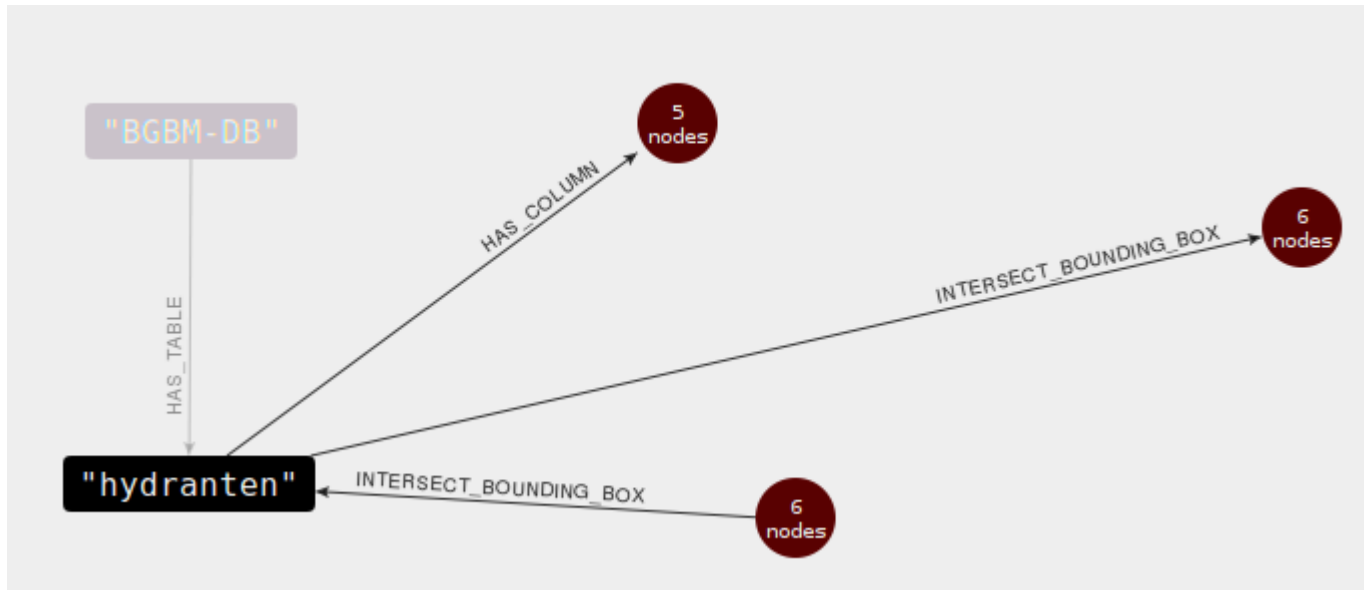 5
nodes
"BGBM-DB"
HAS_COLUMN
6
nodes
INTERSECT_BOUNDING_BOX
HAS_TABLE
"hydranten"
INTERSECT_BOUNDING_BOX
6
nodes